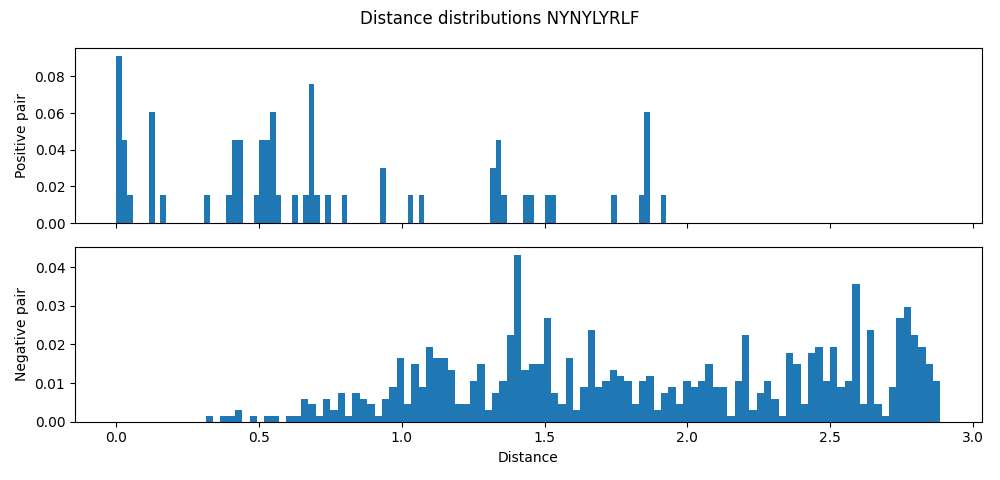 Distance distributions NYNYLYRLF
Positive pair
0.08
0.06
0.04
0.02
0.00
Negative pair
0.04
0.03
0.02
0.01
0.00
0.0 0.5 1.0 1.5 2.0 2.5 3.0
Distance